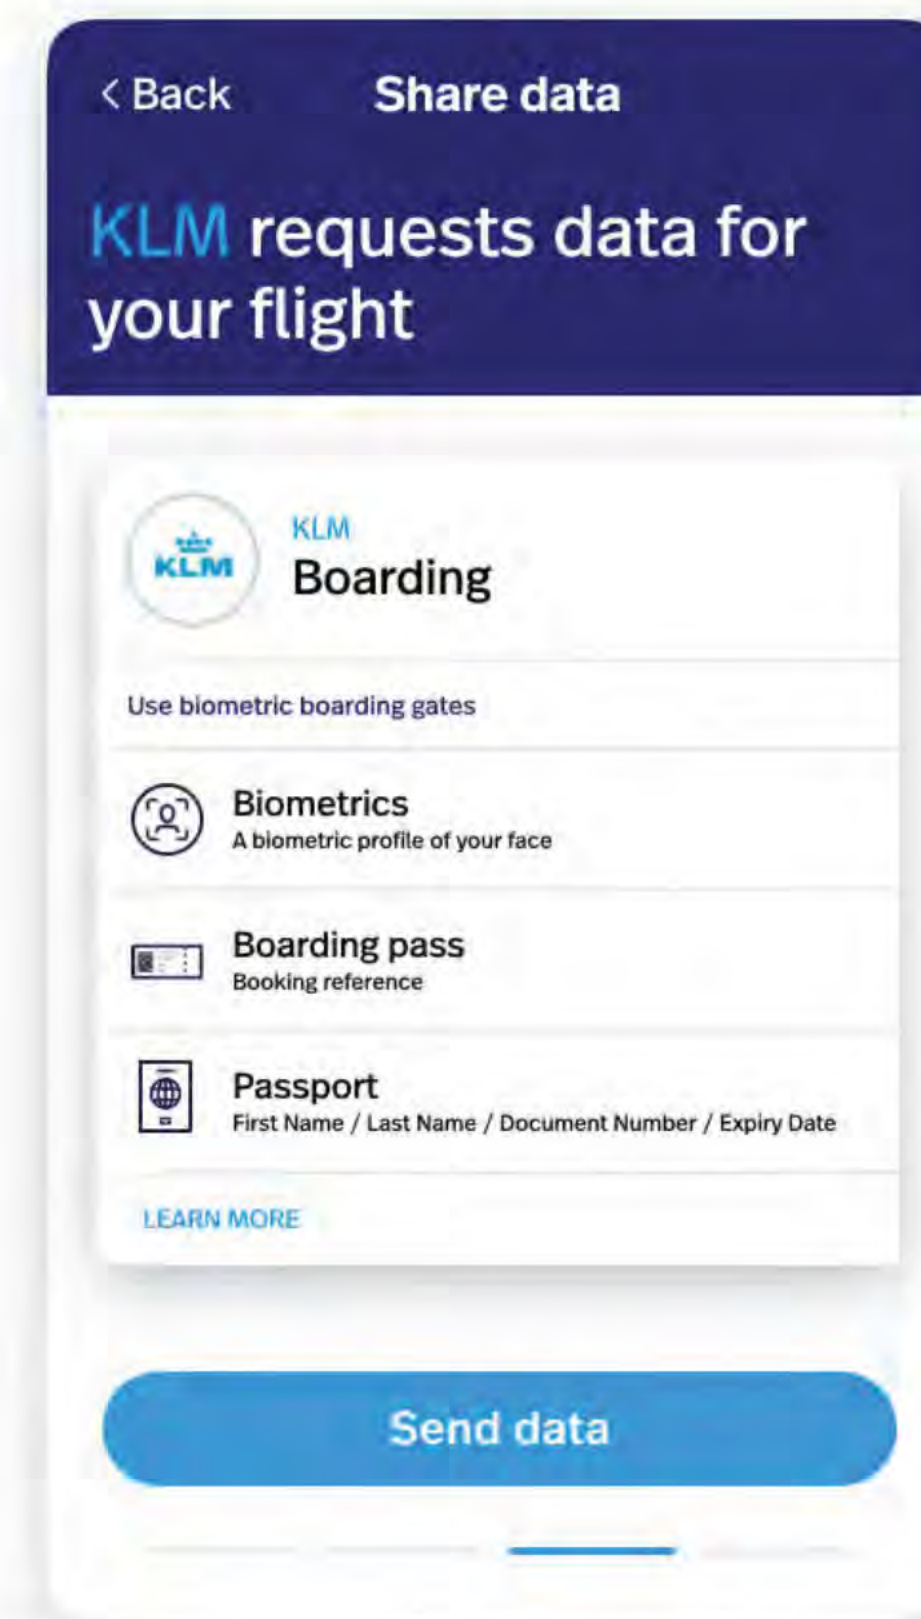 < Back
Share data
KLM requests data for
your flight
KLM
KLM
Boarding
Use biometric boarding gates
Biometrics
A biometric profile of your face
Boarding pass
Booking reference
Passport
First Name / Last Name / Document Number / Expiry Date
LEARN MORE
Send data